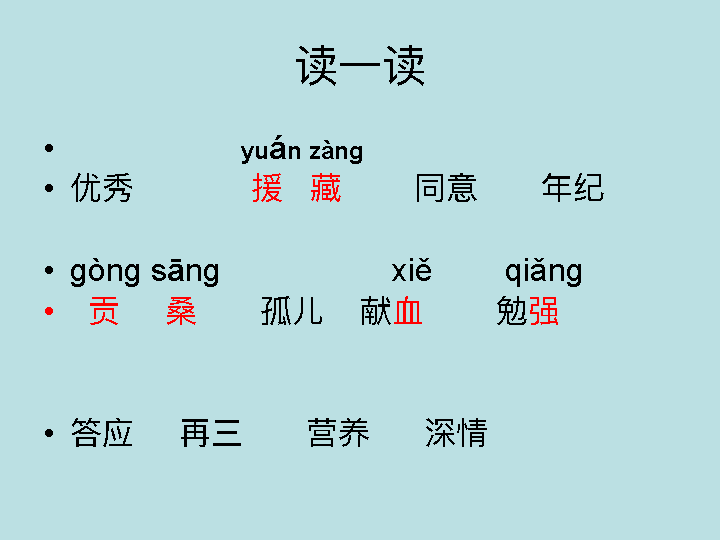 读一读
• yuán zàng
• 优秀 援 藏 同意 年纪
• gòng sāng xiě qiǎng
• 贡 桑 孤儿 献血 勉强
• 答应 再三 营养 深情